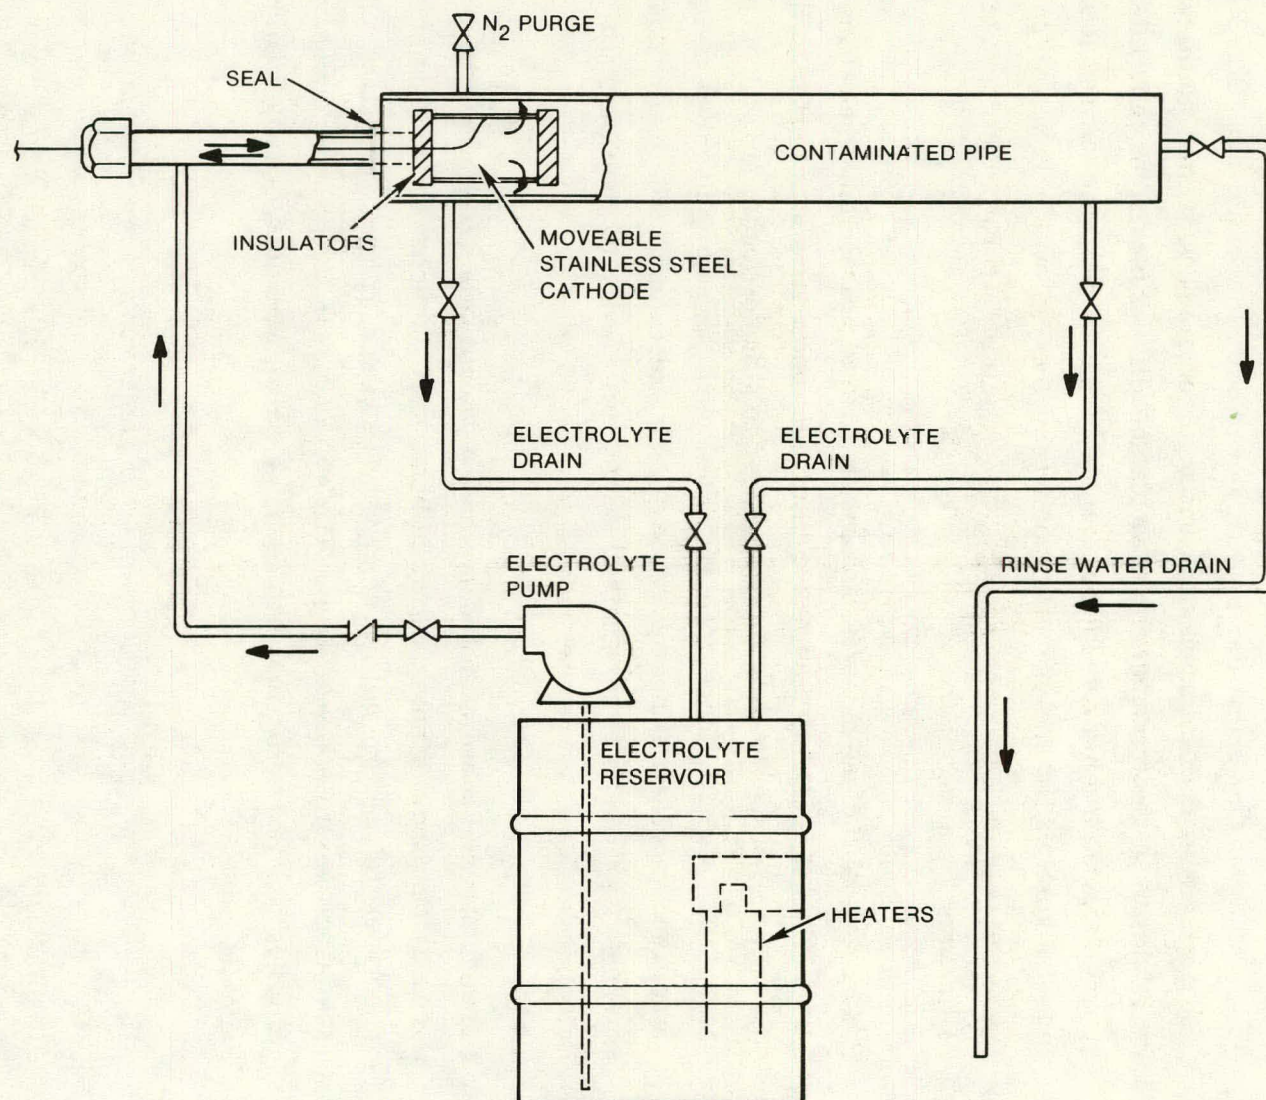 N2 PURGE
SEAL
CONTAMINATED PIPE
INSULATOFS
MOVEABLE
STAINLESS STEEL
CATHODE
ELECTROLYTE
DRAIN
ELECTROLYTE
DRAIN
ELECTROLYTE
PUMP
RINSE WATER DRAIN
ELECTROLYTE
RESERVOIR
HEATERS